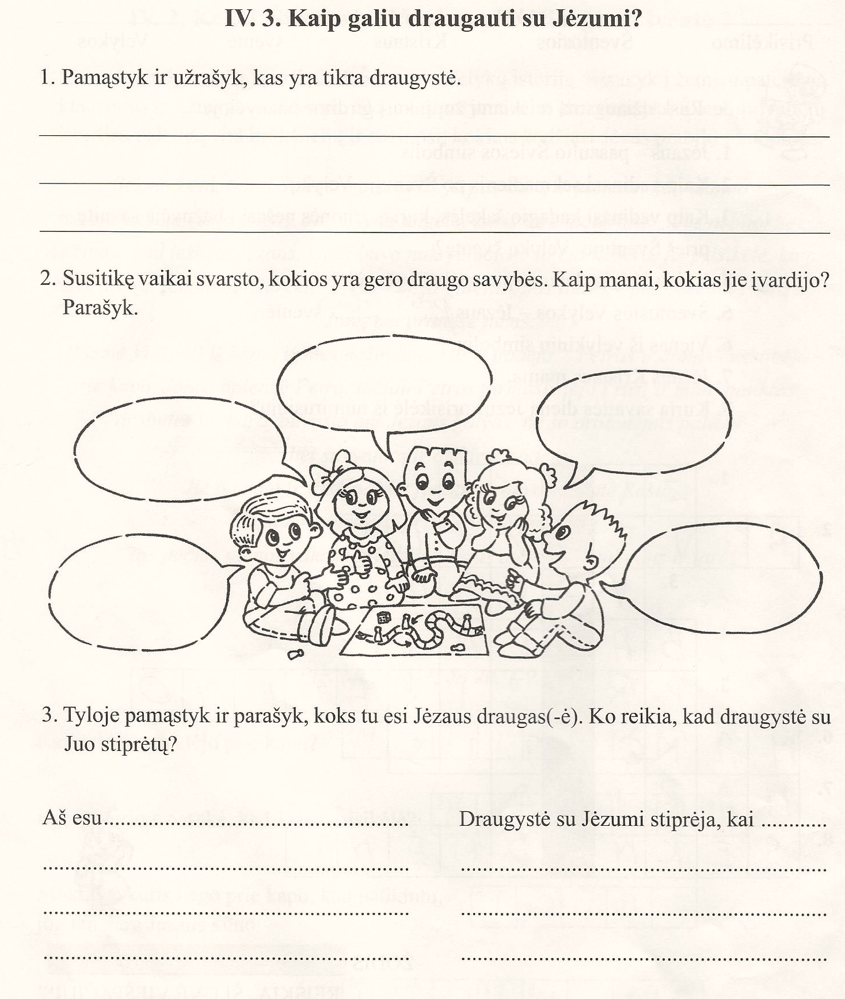 IV. 3. Kaip galiu draugauti su Jėzumi?
1. Pamąstyk ir užrašyk, kas yra tikra draugystė.
2. Susitikę vaikai svarsto, kokios yra gero draugo savybės. Kaip manai, kokias jie įvardijo?
Parašyk.
3. Tyloje pamąstyk ir parašyk, koks tu esi Jėzaus draugas(-ė). Ko reikia, kad draugystė su
Juo stiprėtų?
Aš esu
Draugystė su Jėzumi stiprėja, kai